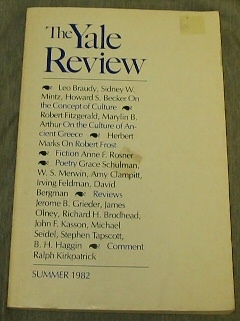 The Yale
Review
Leo Braudy, Sidney W.
Mintz, Howard S. Becker On
the Concept of Culture
Robert Fitzgerald, Marylin B.
Arthur On the Culture of An-
cient Greece Herbert
Marks On Robert Frost
Fiction Anne F. Rosner
Poetry Grace Schulman,
W. S. Merwin, Amy Clampitt,
Irving Feldman, David
Bergman Reviews
Jerome B. Grieder, James
Olney, Richard H. Brodhead,
John F. Kasson, Michael
Seidel, Stephen Tapscott,
B. H. Haggin Comment
Ralph Kirkpatrick
SUMMER 1982